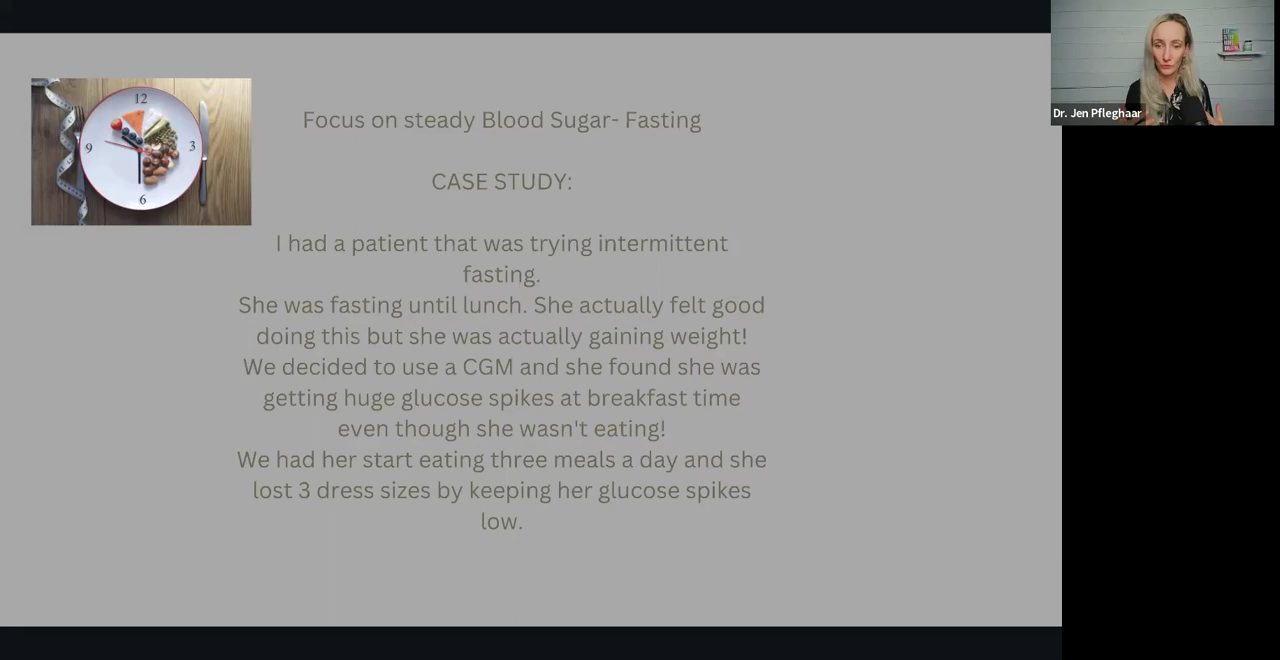 12
9
3
6
Focus on steady Blood Sugar- Fasting
CASE STUDY:
I had a patient that was trying intermittent
fasting.
She was fasting until lunch. She actually felt good
doing this but she was actually gaining weight!
We decided to use a CGM and she found she was
getting huge glucose spikes at breakfast time
even though she wasn't eating!
We had her start eating three meals a day and she
lost 3 dress sizes by keeping her glucose spikes
low.
Dr. Jen Pfleghaar